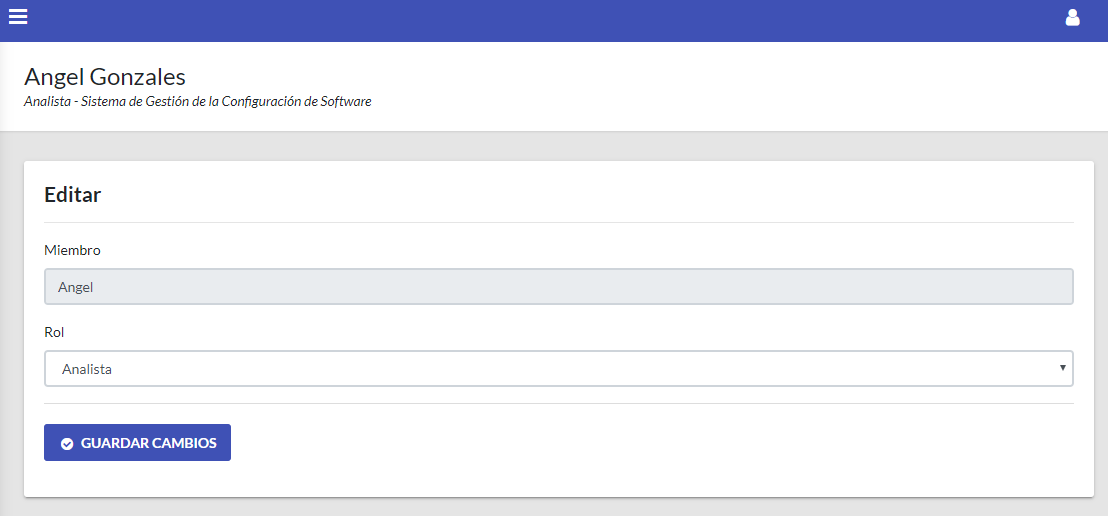 Angel Gonzales
Analista - Sistema de Gestión de la Configuración de Software
Editar
Miembro
Angel
Rol
Analista
GUARDAR CAMBIOS